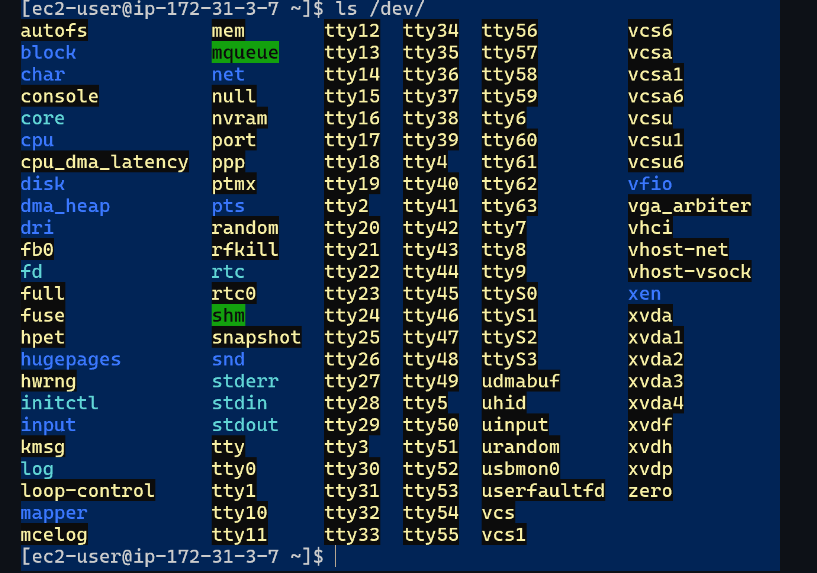 [ec2-user@ip-172-31-3-7 ~]$ ls /dev/
autofs mem tty12 tty34 tty56 vcs6
block mqueue tty13 tty35 tty57 vcsa
char net tty14 tty36 tty58 vcsa1
console null tty15 tty37 tty59 vcsa6
core nvram tty16 tty38 tty6 vcsu
cpu port tty17 tty39 tty60 vcsu1
cpu_dma_latency ppp tty18 tty4 tty61 vcsu6
disk ptmx tty19 tty40 tty62 vfio
dma_heap pts tty2 tty41 tty63 vga_arbiter
dri random tty20 tty42 tty7 vhci
fb0 rfkill tty21 tty43 tty8 vhost-net
fd rtc tty22 tty44 tty9 vhost-vsock
full rtc0 tty23 tty45 ttyS0 xen
fuse shm tty24 tty46 ttyS1 xvda
hpet snapshot tty25 tty47 ttyS2 xvda1
hugepages snd tty26 tty48 ttyS3 xvda2
hwrng stderr tty27 tty49 udmabuf xvda3
initctl stdin tty28 tty5 uhid xvda4
input stdout tty29 tty50 uinput xvdf
kmsg tty tty3 tty51 urandom xvdh
log tty0 tty30 tty52 usbmon0 xvdp
loop-control tty1 tty31 tty53 userfaultfd zero
mapper tty10 tty32 tty54 vcs
mcelog tty11 tty33 tty55 vcs1
[ec2-user@ip-172-31-3-7 ~]$